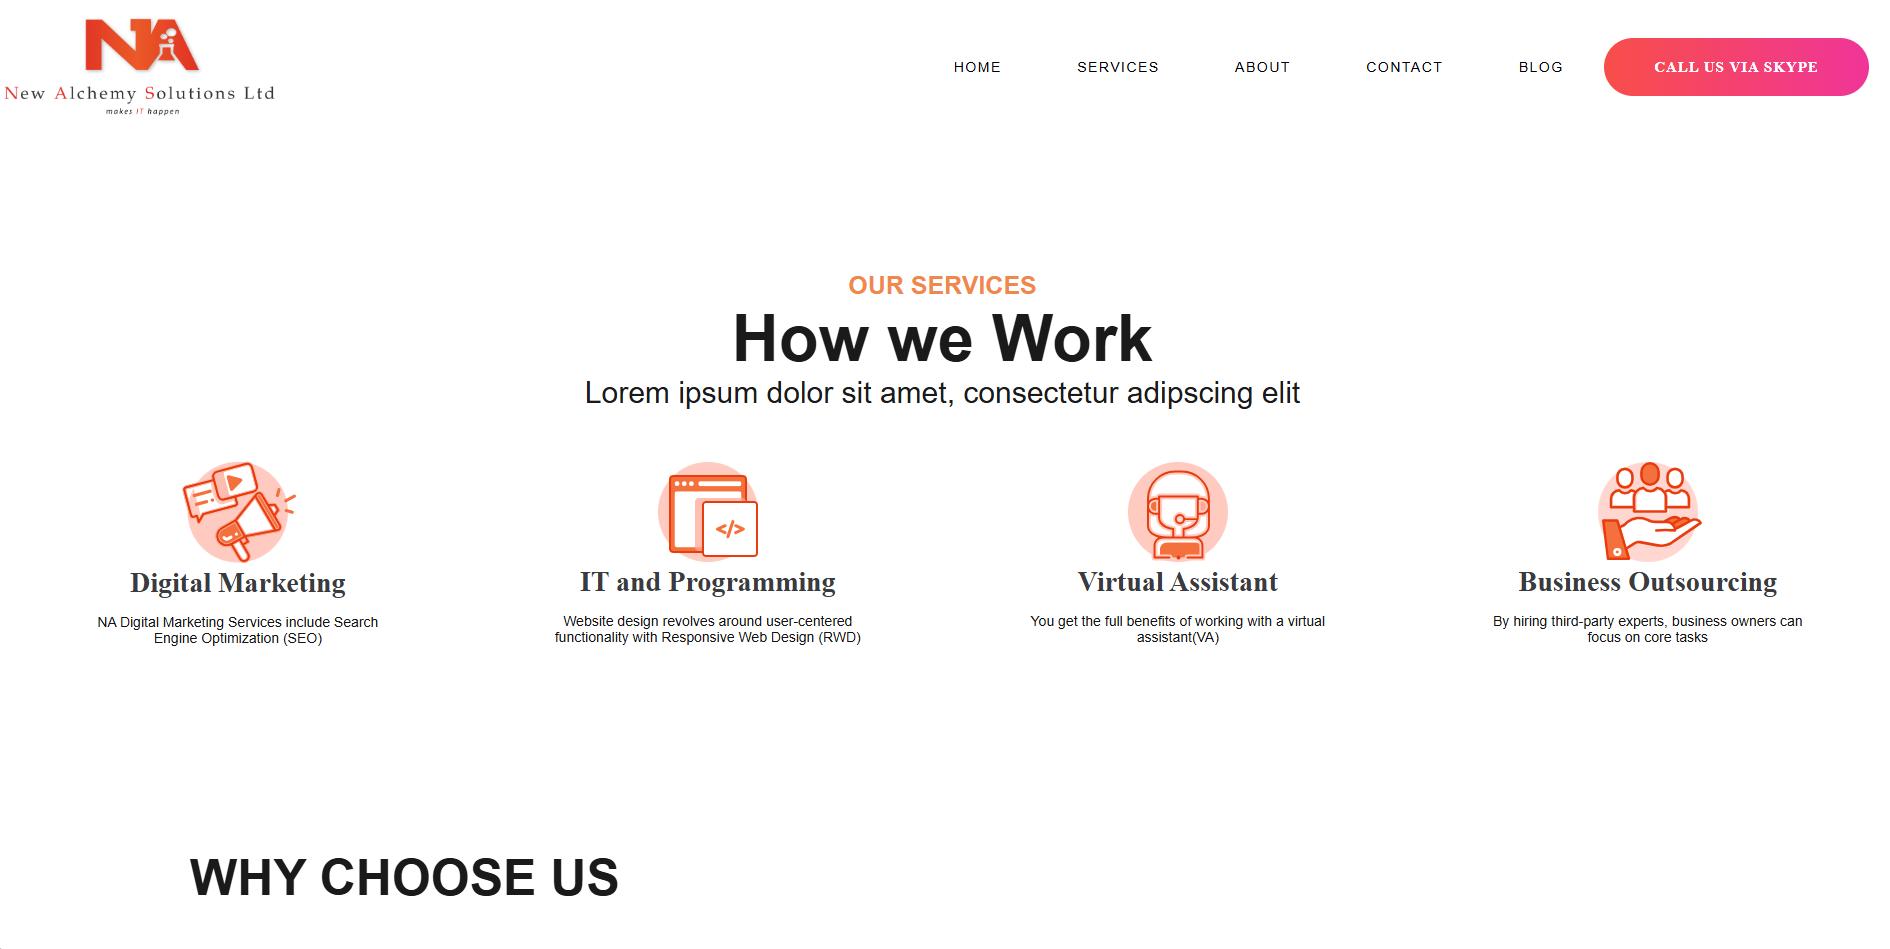 NA
New Alchemy Solutions Ltd
makes IT happen
HOME
SERVICES
ABOUT
CONTACT
BLOG
CALL US VIA SKYPE
OUR SERVICES
How we Work
Lorem ipsum dolor sit amet, consectetur adipscing elit
</>
Digital Marketing
NA Digital Marketing Services include Search
Engine Optimization (SEO)
IT and Programming
Website design revolves around user-centered
functionality with Responsive Web Design (RWD)
Virtual Assistant
You get the full benefits of working with a virtual
assistant(VA)
Business Outsourcing
By hiring third-party experts, business owners can
focus on core tasks
WHY CHOOSE US